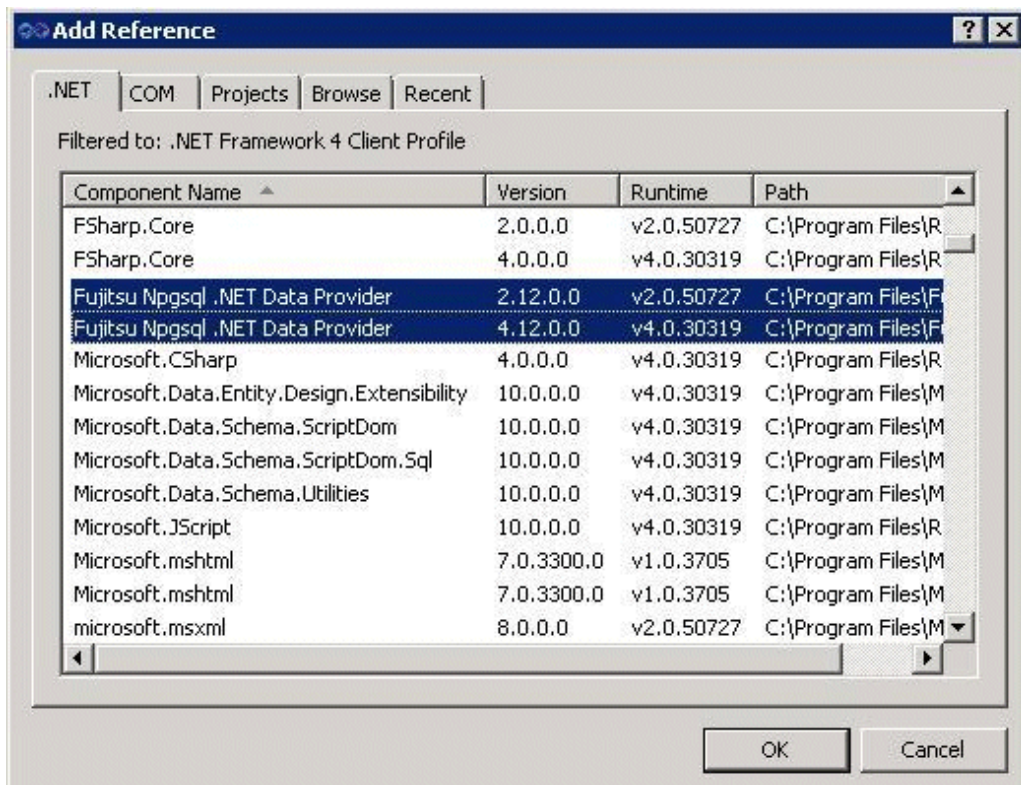 Add Reference
.NET COM Projects Browse Recent
Filtered to: .NET Framework 4 Client Profile
Component Name Version Runtime Path
FSharp.Core 2.0.0.0 v2.0.50727 C:\Program Files\R
FSharp.Core 4.0.0.0 v4.0.30319 C:\Program Files\R
Fujitsu Npgsql .NET Data Provider 2.12.0.0 v2.0.50727 C:\Program Files\Fu
Fujitsu Npgsql .NET Data Provider 4.12.0.0 v4.0.30319 C:\Program Files\Fu
Microsoft.CSharp 4.0.0.0 v4.0.30319 C:\Program Files\R
Microsoft.Data.Entity.Design.Extensibility 10.0.0.0 v4.0.30319 C:\Program Files\M
Microsoft.Data.Schema.ScriptDom 10.0.0.0 v4.0.30319 C:\Program Files\M
Microsoft.Data.Schema.ScriptDom.Sql 10.0.0.0 v4.0.30319 C:\Program Files\M
Microsoft.Data.Schema.Utilities 10.0.0.0 v4.0.30319 C:\Program Files\M
Microsoft.JScript 10.0.0.0 v4.0.30319 C:\Program Files\R
Microsoft.mshtml 7.0.3300.0 v1.0.3705 C:\Program Files\M
Microsoft.mshtml 7.0.3300.0 v1.0.3705 C:\Program Files\M
microsoft.msxml 8.0.0.0 v2.0.50727 C:\Program Files\M
OK Cancel